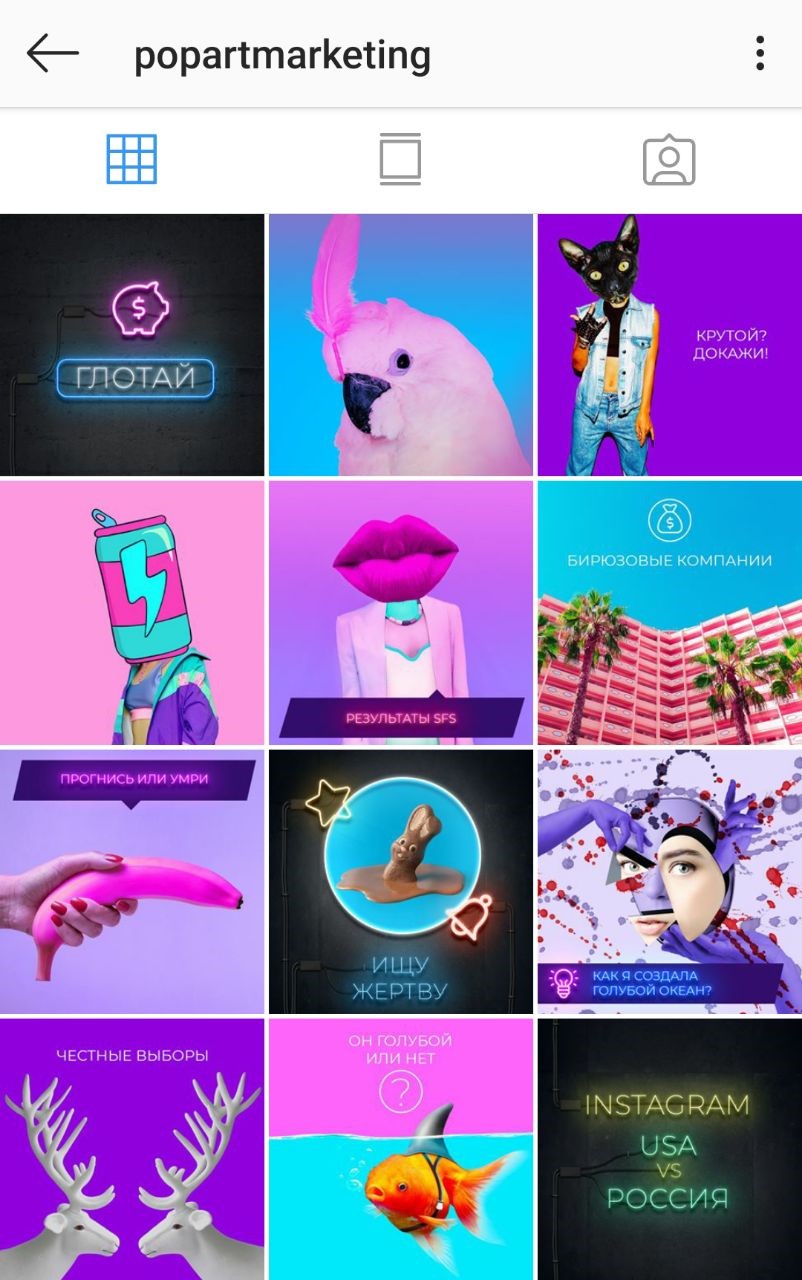 popartmarketing
$
ГЛОТАЙ
КРУТОЙ?
ДОКАЖИ!
РЕЗУЛЬТАТЫ SFS
$
БИРЮЗОВЫЕ КОМПАНИИ
ПРОГНИСЬ ИЛИ УМРИ
ИЩУ
ЖЕРТВУ
КАК Я СОЗДАЛА
ГОЛУБОЙ ОКЕАН?
ЧЕСТНЫЕ ВЫБОРЫ
ОН ГОЛУБОЙ
ИЛИ НЕТ
?
INSTAGRAM
USA
VS
РОССИЯ